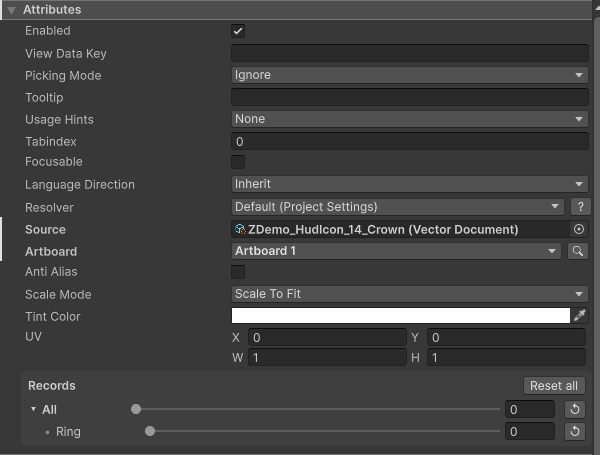 Attributes
Enabled
View Data Key
Picking Mode Ignore
Tooltip
Usage Hints None
Tabindex 0
Focusable
Language Direction Inherit
Resolver Default (Project Settings) ?
Source ZDemo_HudIcon_14_Crown (Vector Document)
Artboard Artboard 1
Anti Alias
Scale Mode Scale To Fit
Tint Color
UV X 0 Y 0
W 1 H 1
Records Reset all
All 0
Ring 0